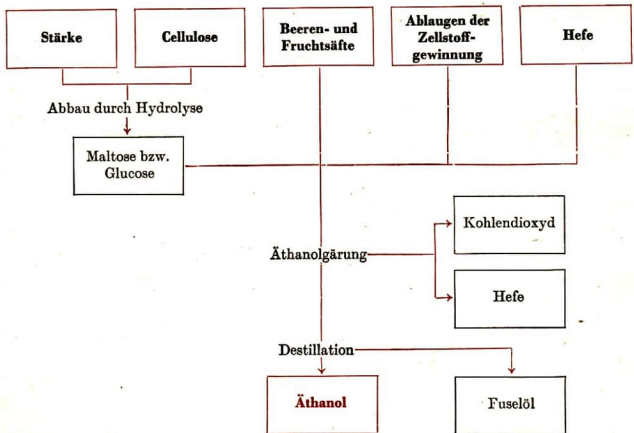 Stärke
Cellulose
Beeren- und
Fruchtsäfte
Ablaugen der
Zellstoff-
gewinnung
Hefe
Abbau durch Hydrolyse
Maltose bzw.
Glucose
Kohlendioxyd
Äthanolgärung
Hefe
Destillation
Äthanol
Fuselöl